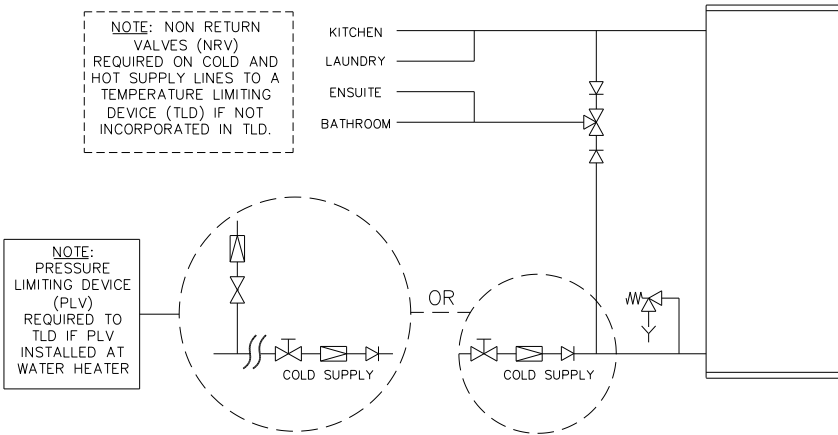 NOTE: NON RETURN
VALVES (NRV)
REQUIRED ON COLD AND
HOT SUPPLY LINES TO A
TEMPERATURE LIMITING
DEVICE (TLD) IF NOT
INCORPORATED IN TLD.
KITCHEN
LAUNDRY
ENSUITE
BATHROOM
NOTE:
PRESSURE
LIMITING DEVICE
(PLV)
REQUIRED TO
TLD IF PLV
INSTALLED AT
WATER HEATER
COLD SUPPLY
OR
COLD SUPPLY